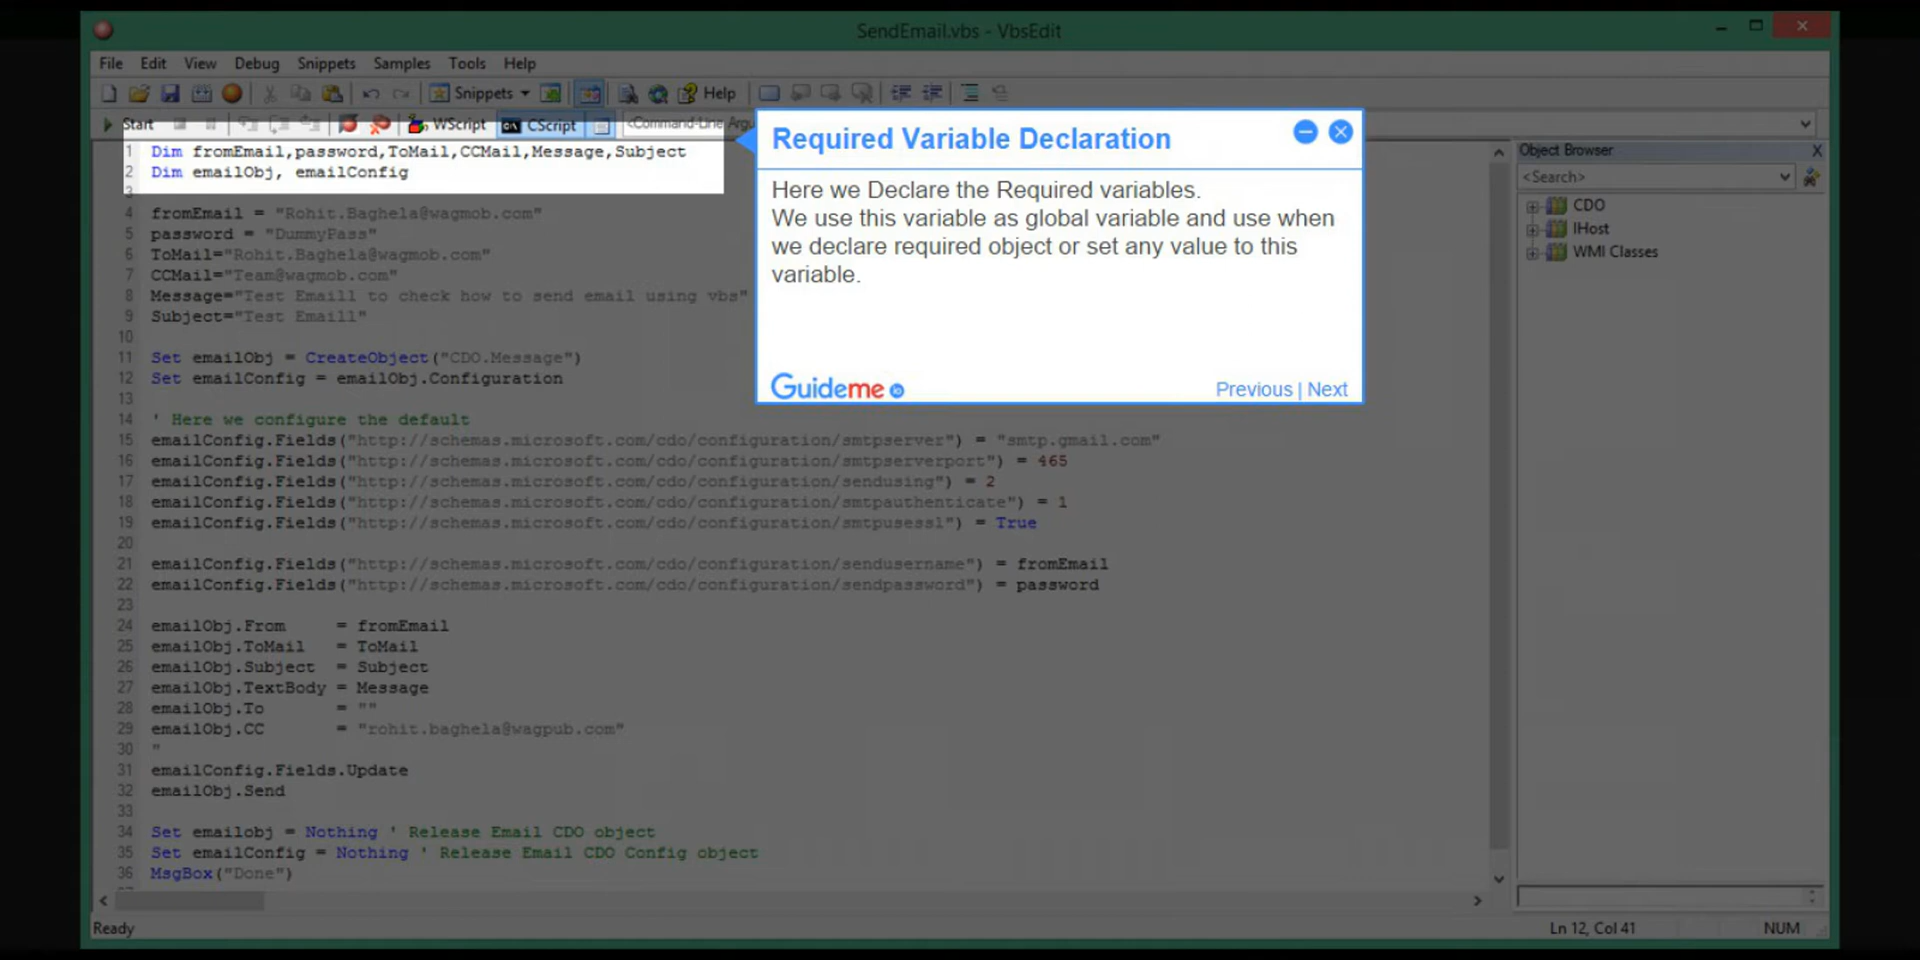 SendEmail.vbs - VbsEdit
File Edit View Debug Snippets Samples Tools Help
Snippets Help
Start WScript CScript <Command-Line Argu
1 Dim fromEmail,password,ToMail,CCMail,Message,Subject
2 Dim emailObj, emailConfig
3
4 fromEmail = "Rohit.Baghela@wagmob.com"
5 password = "DummyPass"
6 ToMail="Rohit.Baghela@wagmob.com"
7 CCMail="Team@wagmob.com"
8 Message="Test Emaill to check how to send email using vbs"
9 Subject="Test Emaill"
10
11 Set emailObj = CreateObject("CDO.Message")
12 Set emailConfig = emailObj.Configuration
13
14 ' Here we configure the default
15 emailConfig.Fields("http://schemas.microsoft.com/cdo/configuration/smtpserver") = "smtp.gmail.com"
16 emailConfig.Fields("http://schemas.microsoft.com/cdo/configuration/smtpserverport") = 465
17 emailConfig.Fields("http://schemas.microsoft.com/cdo/configuration/sendusing") = 2
18 emailConfig.Fields("http://schemas.microsoft.com/cdo/configuration/smtpauthenticate") = 1
19 emailConfig.Fields("http://schemas.microsoft.com/cdo/configuration/smtpusessl") = True
20
21 emailConfig.Fields("http://schemas.microsoft.com/cdo/configuration/sendusername") = fromEmail
22 emailConfig.Fields("http://schemas.microsoft.com/cdo/configuration/sendpassword") = password
23
24 emailObj.From = fromEmail
25 emailObj.ToMail = ToMail
26 emailObj.Subject = Subject
27 emailObj.TextBody = Message
28 emailObj.To = ""
29 emailObj.CC = "rohit.baghela@wagpub.com"
30 "
31 emailConfig.Fields.Update
32 emailObj.Send
33
34 Set emailobj = Nothing ' Release Email CDO object
35 Set emailConfig = Nothing ' Release Email CDO Config object
36 MsgBox("Done")
Required Variable Declaration
Here we Declare the Required variables.
We use this variable as global variable and use when
we declare required object or set any value to this
variable.
Guideme io
Previous | Next
Object Browser X
<Search>
CDO
IHost
WMI Classes
Ready Ln 12, Col 41 NUM